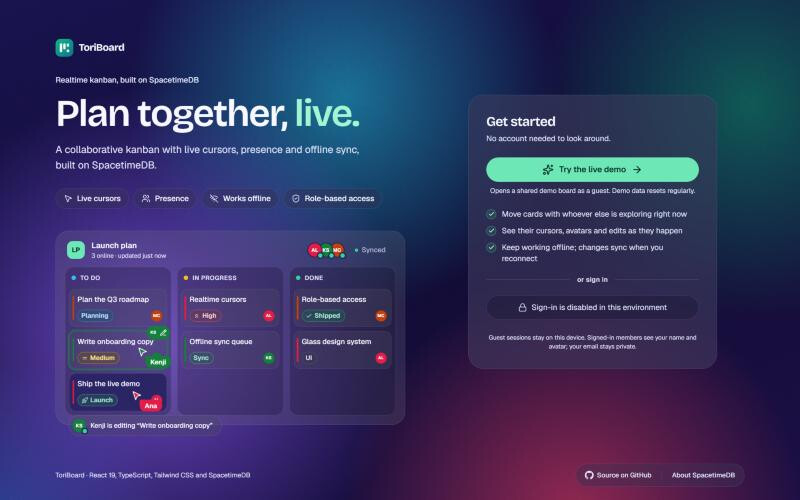 ToriBoard
Realtime kanban, built on SpacetimeDB
Plan together, live.
A collaborative kanban with live cursors, presence and offline sync,
built on SpacetimeDB.
Live cursors
Presence
Works offline
Role-based access
LP
Launch plan
3 online · updated just now
AL KS MC
Synced
TO DO
Plan the Q3 roadmap
Planning
MC
KS
Write onboarding copy
Medium
Kenji
Ship the live demo
Launch
Ana
IN PROGRESS
Realtime cursors
High
AL
Offline sync queue
Sync
KS
DONE
Role-based access
Shipped
MC
Glass design system
UI
AL
KS
Kenji is editing “Write onboarding copy”
Get started
No account needed to look around.
Try the live demo
Opens a shared demo board as a guest. Demo data resets regularly.
Move cards with whoever else is exploring right now
See their cursors, avatars and edits as they happen
Keep working offline; changes sync when you
reconnect
or sign in
Sign-in is disabled in this environment
Guest sessions stay on this device. Signed-in members see your name and
avatar; your email stays private.
ToriBoard · React 19, TypeScript, Tailwind CSS and SpacetimeDB
Source on GitHub
About SpacetimeDB